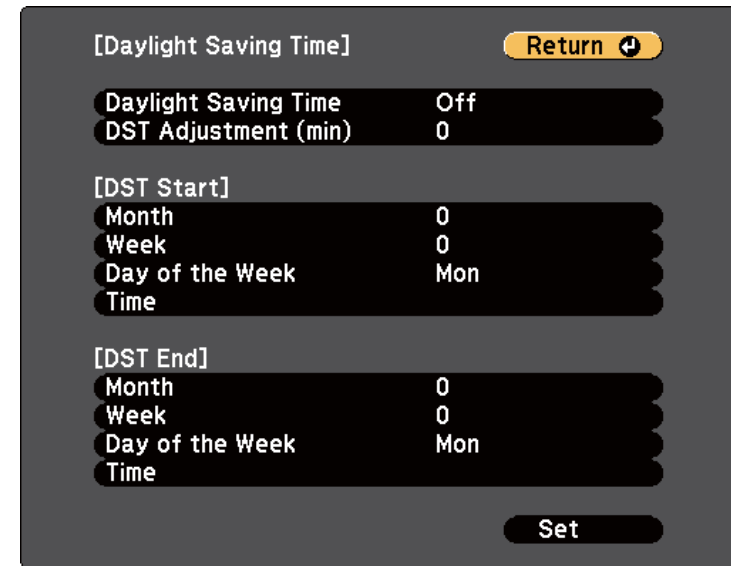 [Daylight Saving Time] Return
Daylight Saving Time Off
DST Adjustment (min) 0
[DST Start]
Month 0
Week 0
Day of the Week Mon
Time
[DST End]
Month 0
Week 0
Day of the Week Mon
Time
Set